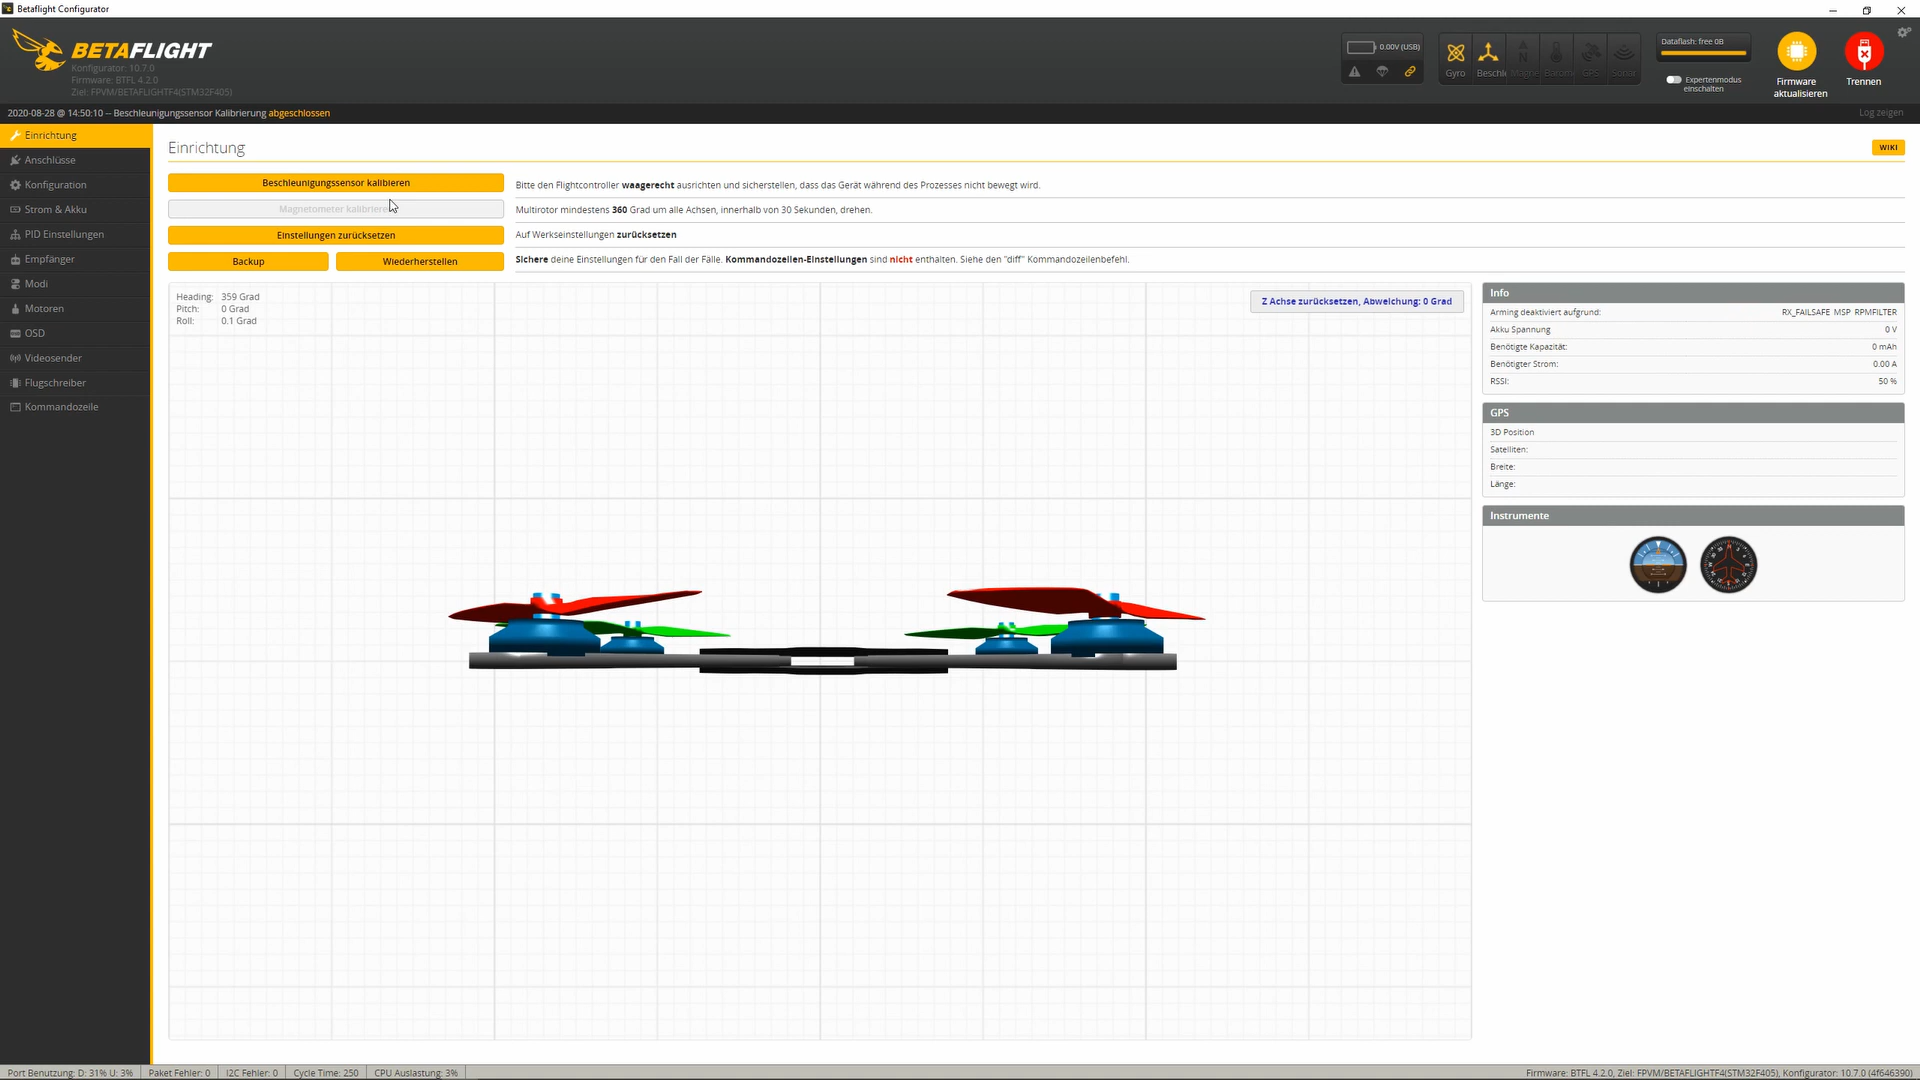 Betaflight Configurator
BETAFLIGHT
Konfigurator: 10.7.0
Firmware: BTFL 4.2.0
Ziel: FPVM/BETAFLIGHTF4(STM32F405)
0.00V (USB)
Gyro
Beschle
Magne
Barom
GPS
Sonar
Dataflash: free 0B
Expertenmodus
einschalten
Firmware
aktualisieren
Trennen
2020-08-28 @ 14:50:10 -- Beschleunigungssensor Kalibrierung abgeschlossen
Log zeigen
Einrichtung
Anschlüsse
Konfiguration
Strom & Akku
PID Einstellungen
Empfänger
Modi
Motoren
OSD
Videosender
Flugschreiber
Kommandozeile
Einrichtung
WIKI
Beschleunigungssensor kalibieren
Bitte den Flightcontroller waagerecht ausrichten und sicherstellen, dass das Gerät während des Prozesses nicht bewegt wird.
Magnetometer kalibriere
Multirotor mindestens 360 Grad um alle Achsen, innerhalb von 30 Sekunden, drehen.
Einstellungen zurücksetzen
Auf Werkseinstellungen zurücksetzen
Backup
Wiederherstellen
Sichere deine Einstellungen für den Fall der Fälle. Kommandozellen-Einstellungen sind nicht enthalten. Siehe den "diff" Kommandozeilenbefehl.
Heading: 359 Grad
Pitch: 0 Grad
Roll: 0.1 Grad
Z Achse zurücksetzen, Abweichung: 0 Grad
Info
Arming deaktiviert aufgrund: RX_FAILSAFE MSP RPMFILTER
Akku Spannung 0 V
Benötigte Kapazität: 0 mAh
Benötigter Strom: 0.00 A
RSSI: 50 %
GPS
3D Position
Satelliten:
Breite:
Länge:
Instrumente
Port Benutzung: D: 31% U: 3%
Paket Fehler: 0
I2C Fehler: 0
Cycle Time: 250
CPU Auslastung: 3%
Firmware: BTFL 4.2.0, Ziel: FPVM/BETAFLIGHTF4(STM32F405), Konfigurator: 10.7.0 (4f646390)